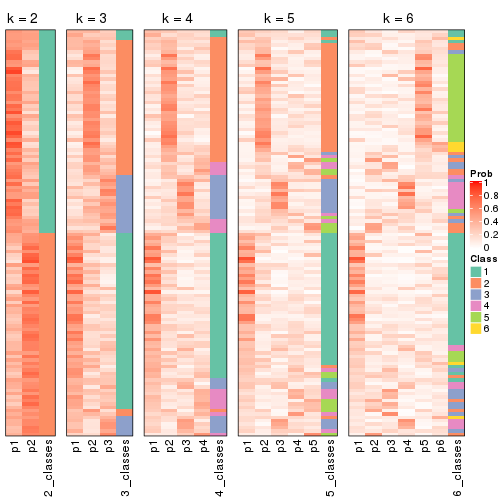 k = 2
k = 3
k = 4
k = 5
k = 6
Prob
1
0.8
0.6
0.4
0.2
0
Class
1
2
3
4
5
6
p1
p2
2_classes
p1
p2
p3
3_classes
p1
p2
p3
p4
4_classes
p1
p2
p3
p4
p5
5_classes
p1
p2
p3
p4
p5
p6
6_classes